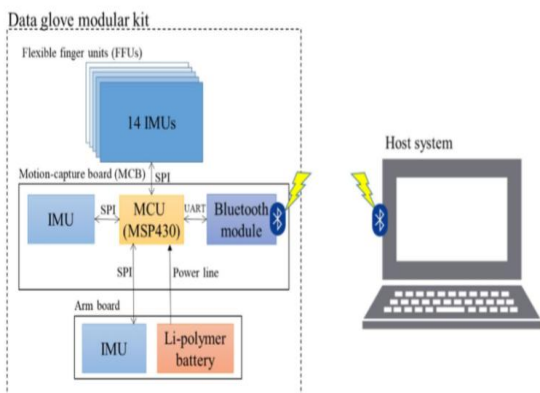 Data glove modular kit
Flexible finger units (FFUs)
14 IMUs
Host system
Motion-capture board (MCB)
SPI
IMU
SPI
MCU
(MSP430)
UART
Bluetooth
module
SPI
Power line
Arm board
IMU
Li-polymer
battery